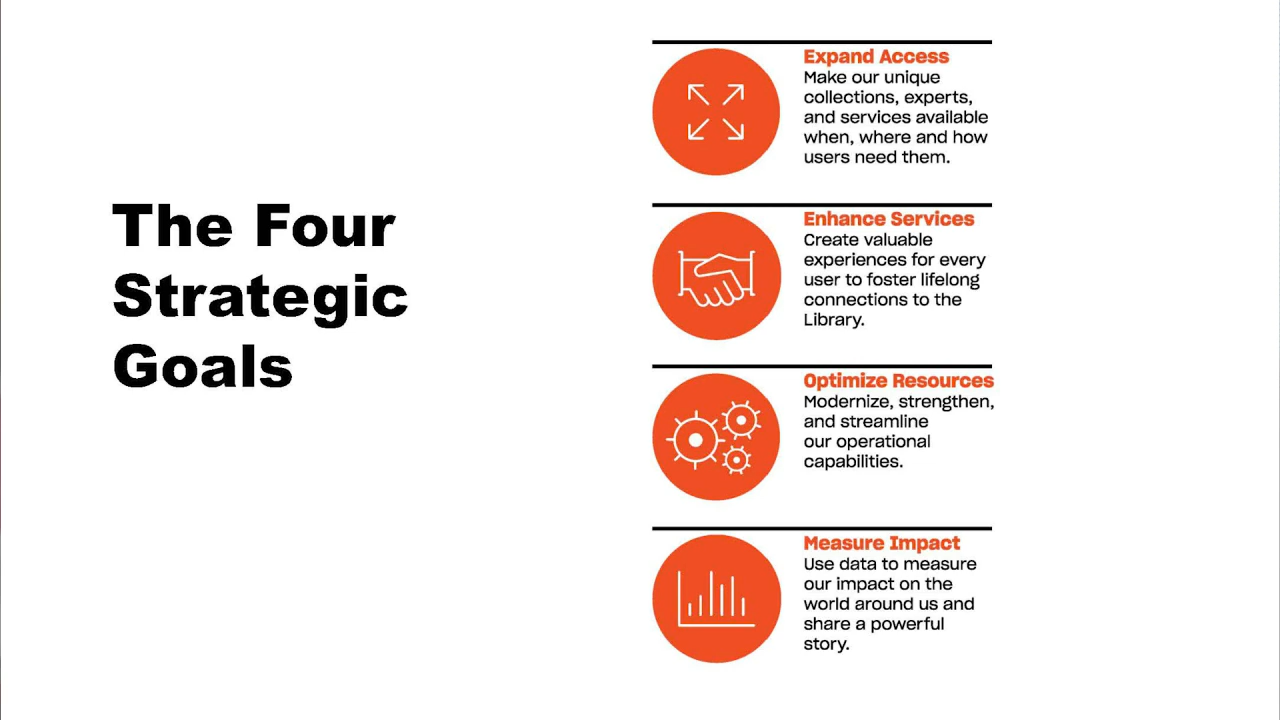 The Four
Strategic
Goals
Expand Access
Make our unique
collections, experts,
and services available
when, where and how
users need them.
Enhance Services
Create valuable
experiences for every
user to foster lifelong
connections to the
Library.
Optimize Resources
Modernize, strengthen,
and streamline
our operational
capabilities.
Measure Impact
Use data to measure
our impact on the
world around us and
share a powerful
story.